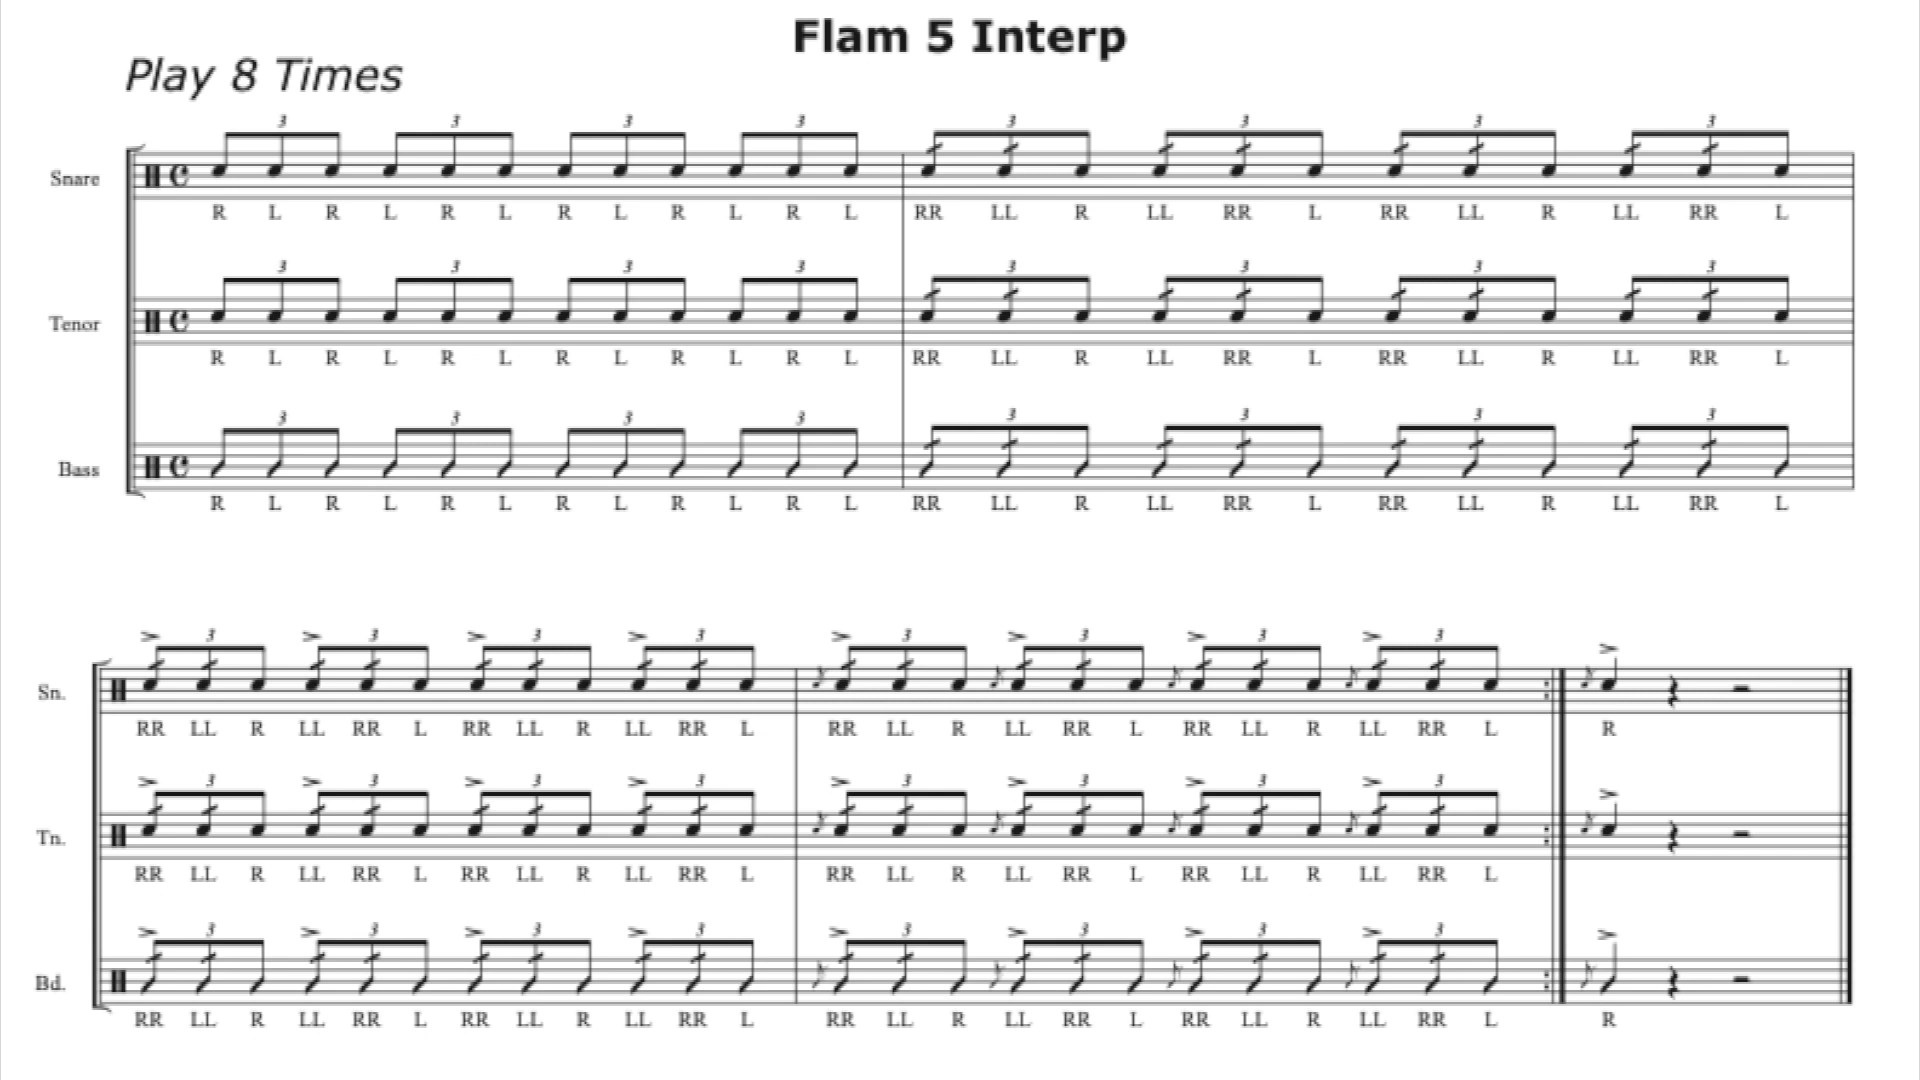 Flam 5 Interp
Play 8 Times
3 3 3 3 3 3 3 3
Snare
R L R L R L R L R L R L RR LL R LL RR L RR LL R LL RR L
3 3 3 3 3 3 3 3
Tenor
R L R L R L R L R L R L RR LL R LL RR L RR LL R LL RR L
3 3 3 3 3 3 3 3
Bass
R L R L R L R L R L R L RR LL R LL RR L RR LL R LL RR L
3 3 3 3 3 3 3 3
Sn.
RR LL R LL RR L RR LL R LL RR L RR LL R LL RR L RR LL R LL RR L R
3 3 3 3 3 3 3 3
Tn.
RR LL R LL RR L RR LL R LL RR L RR LL R LL RR L RR LL R LL RR L
3 3 3 3 3 3 3 3
Bd.
RR LL R LL RR L RR LL R LL RR L RR LL R LL RR L RR LL R LL RR L R